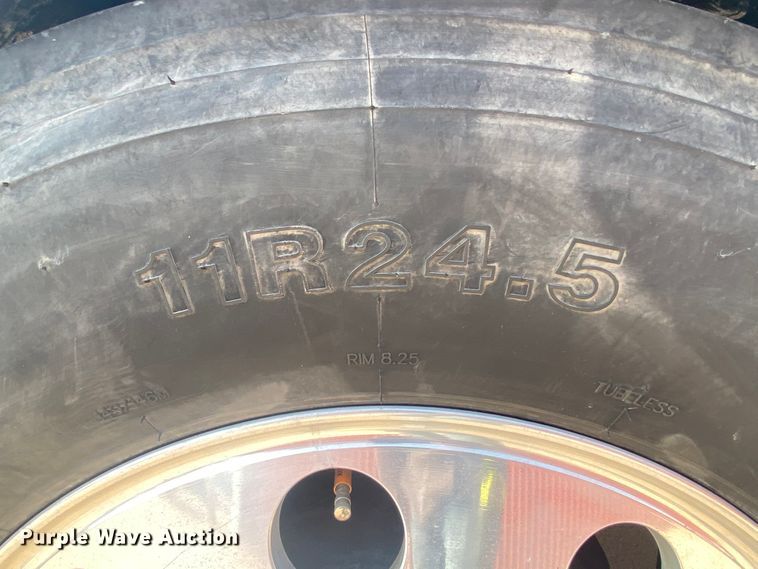 11R24.5
RIM 8.25
TUBELESS
Purple Wave Auction